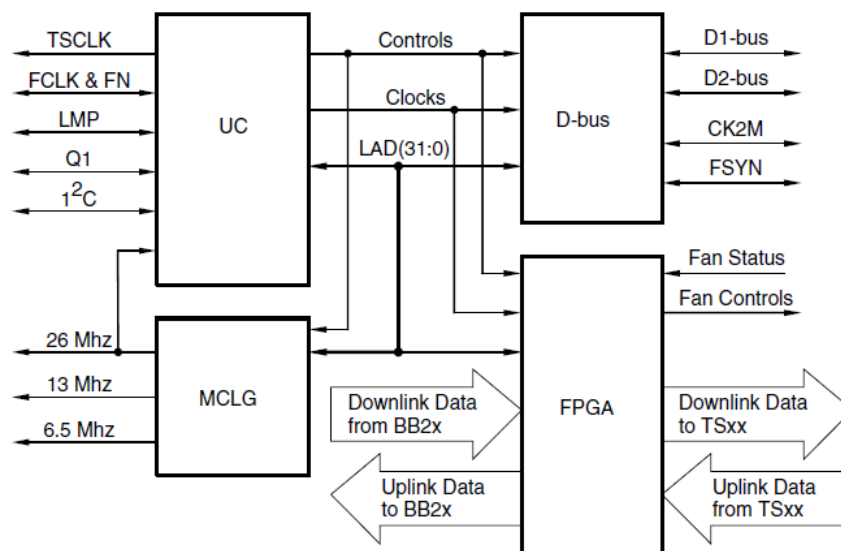 TSCLK
FCLK & FN
LMP
Q1
1²C
UC
Controls
Clocks
LAD(31:0)
D-bus
D1-bus
D2-bus
CK2M
FSYN
26 Mhz
13 Mhz
6.5 Mhz
MCLG
FPGA
Fan Status
Fan Controls
Downlink Data
from BB2x
Downlink Data
to TSxx
Uplink Data
to BB2x
Uplink Data
from TSxx